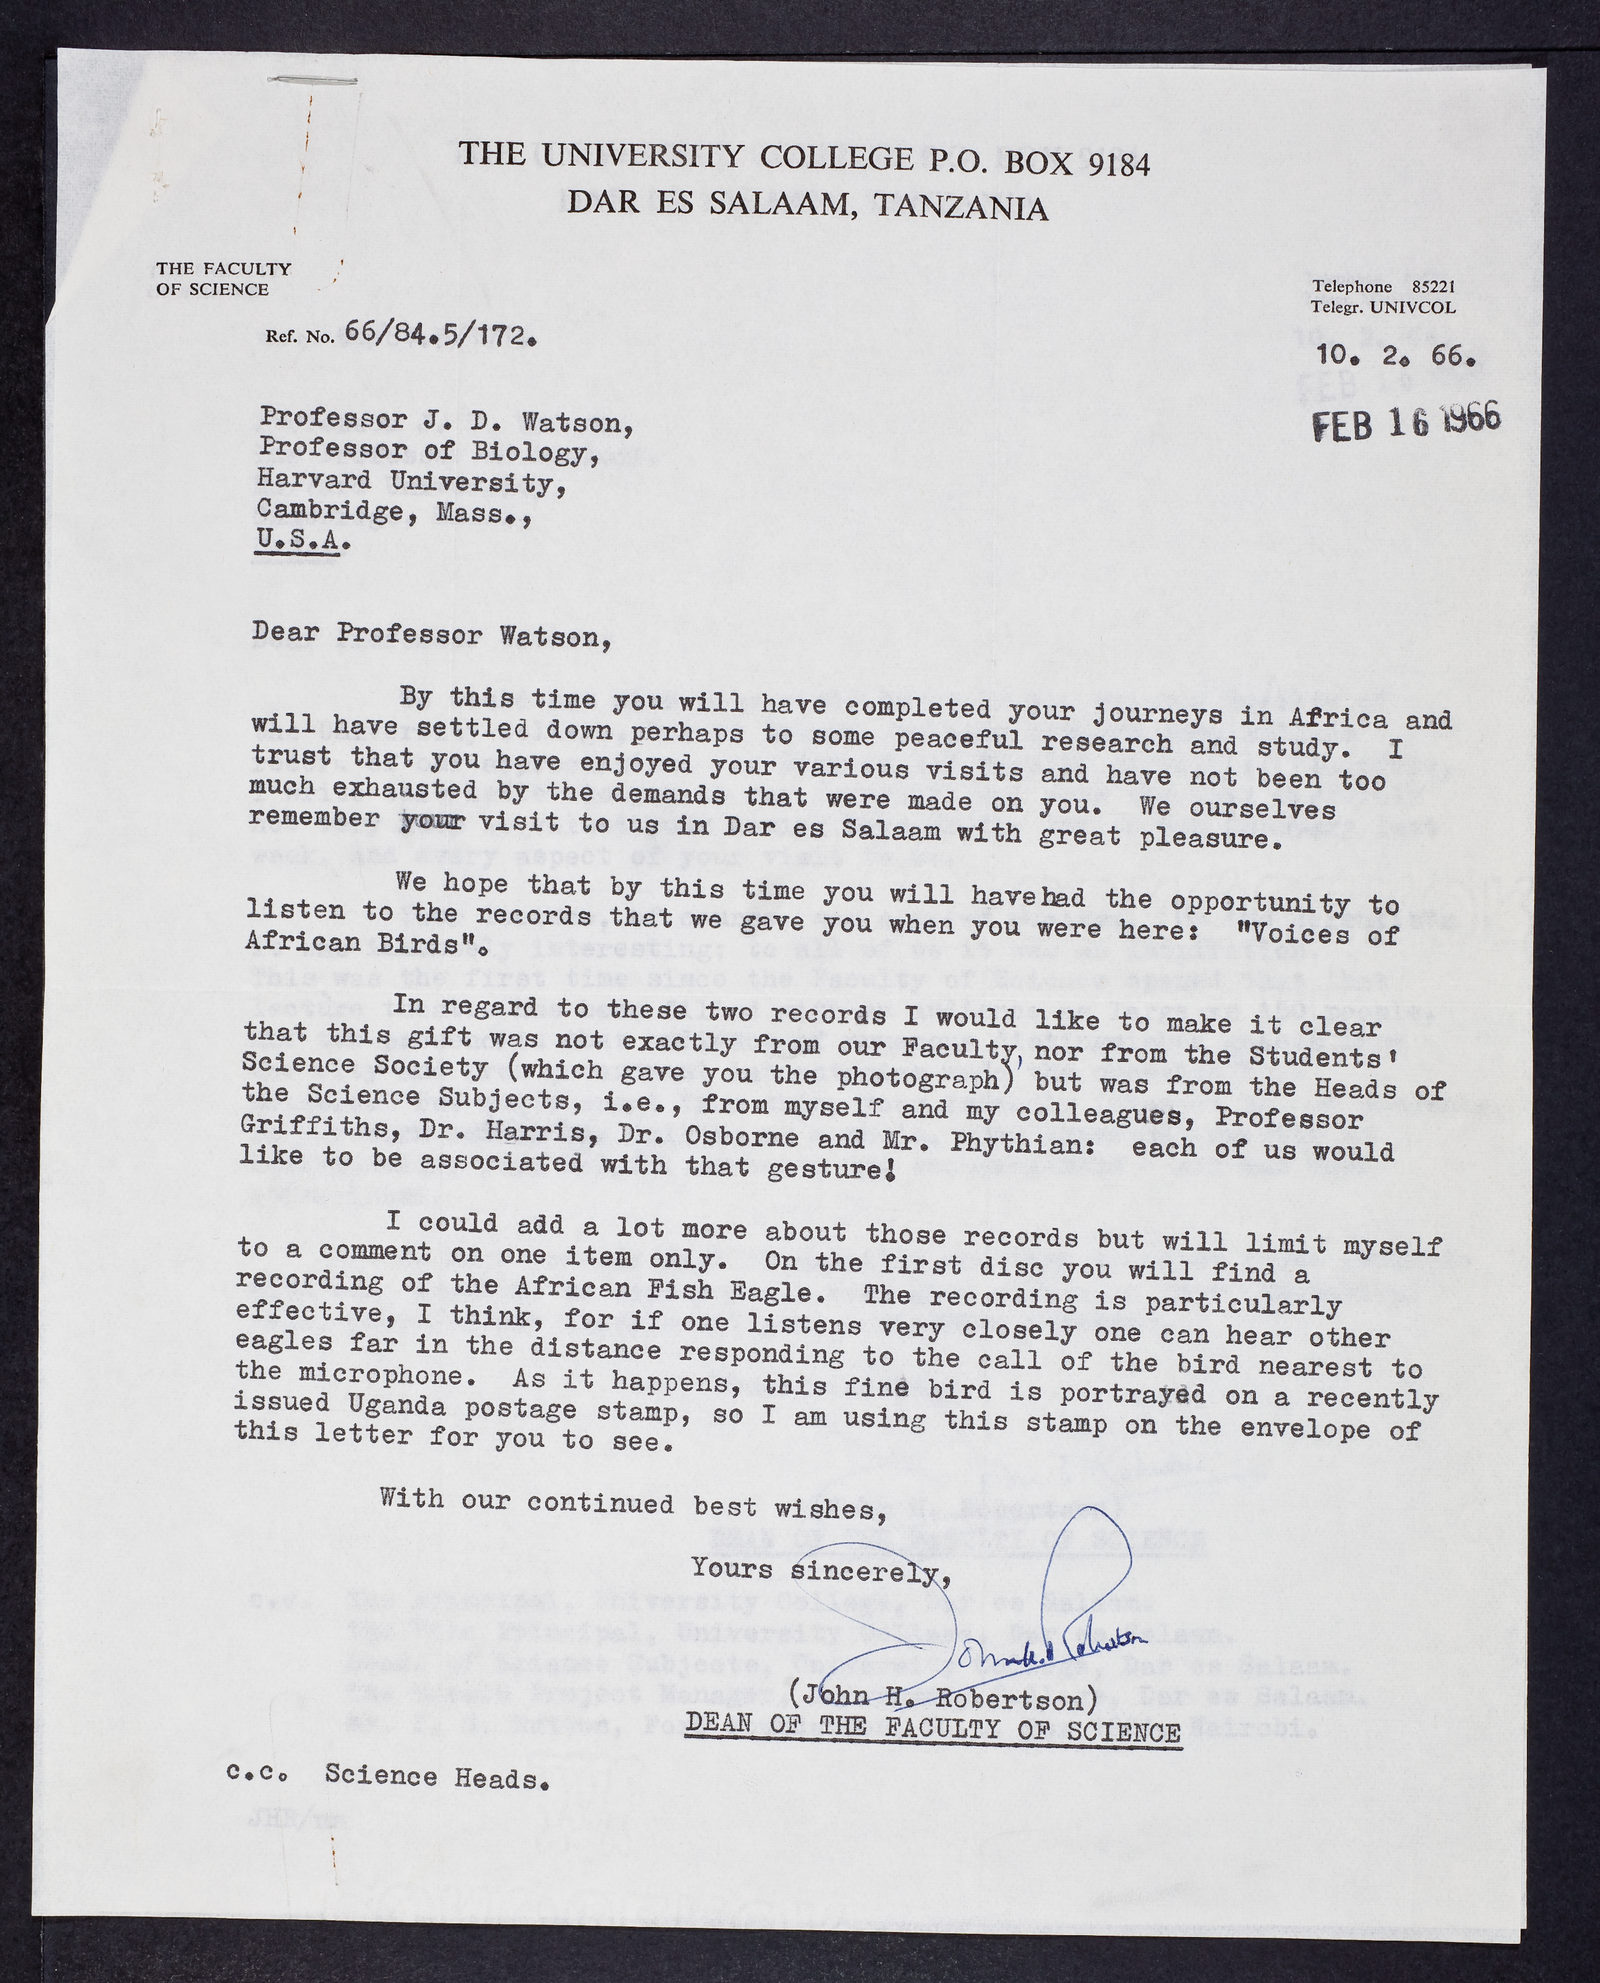 THE UNIVERSITY COLLEGE P.O. BOX 9184
DAR ES SALAAM, TANZANIA
THE FACULTY
OF SCIENCE
Telephone 85221
Telegr. UNIVCOL
Ref. No. 66/84.5/172.
10. 2. 66.
FEB 16 1966
Professor J. D. Watson,
Professor of Biology,
Harvard University,
Cambridge, Mass.,
U.S.A.
Dear Professor Watson,
By this time you will have completed your journeys in Africa and
will have settled down perhaps to some peaceful research and study. I
trust that you have enjoyed your various visits and have not been too
much exhausted by the demands that were made on you. We ourselves
remember your visit to us in Dar es Salaam with great pleasure.
We hope that by this time you will have had the opportunity to
listen to the records that we gave you when you were here: "Voices of
African Birds".
In regard to these two records I would like to make it clear
that this gift was not exactly from our Faculty, nor from the Students'
Science Society (which gave you the photograph) but was from the Heads of
the Science Subjects, i.e., from myself and my colleagues, Professor
Griffiths, Dr. Harris, Dr. Osborne and Mr. Phythian: each of us would
like to be associated with that gesture!
I could add a lot more about those records but will limit myself
to a comment on one item only. On the first disc you will find a
recording of the African Fish Eagle. The recording is particularly
effective, I think, for if one listens very closely one can hear other
eagles far in the distance responding to the call of the bird nearest to
the microphone. As it happens, this fine bird is portrayed on a recently
issued Uganda postage stamp, so I am using this stamp on the envelope of
this letter for you to see.
With our continued best wishes,
Yours sincerely,
John H. Robertson
(John H. Robertson)
DEAN OF THE FACULTY OF SCIENCE
c.c. Science Heads.